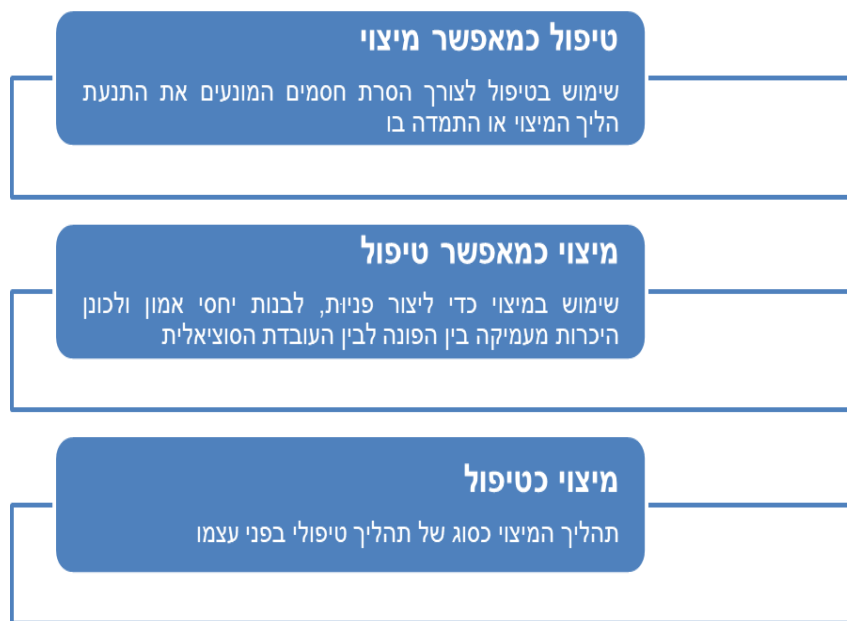 טיפול כמאפשר מיצוי
שימוש בטיפול לצורך הסרת חסמים המונעים את התנעת
הליך המיצוי או התמדה בו
מיצוי כמאפשר טיפול
שימוש במיצוי כדי ליצור פניוּת, לבנות יחסי אמון ולכונן
היכרות מעמיקה בין הפונה לבין העובדת הסוציאלית
מיצוי כטיפול
תהליך המיצוי כסוג של תהליך טיפולי בפני עצמו